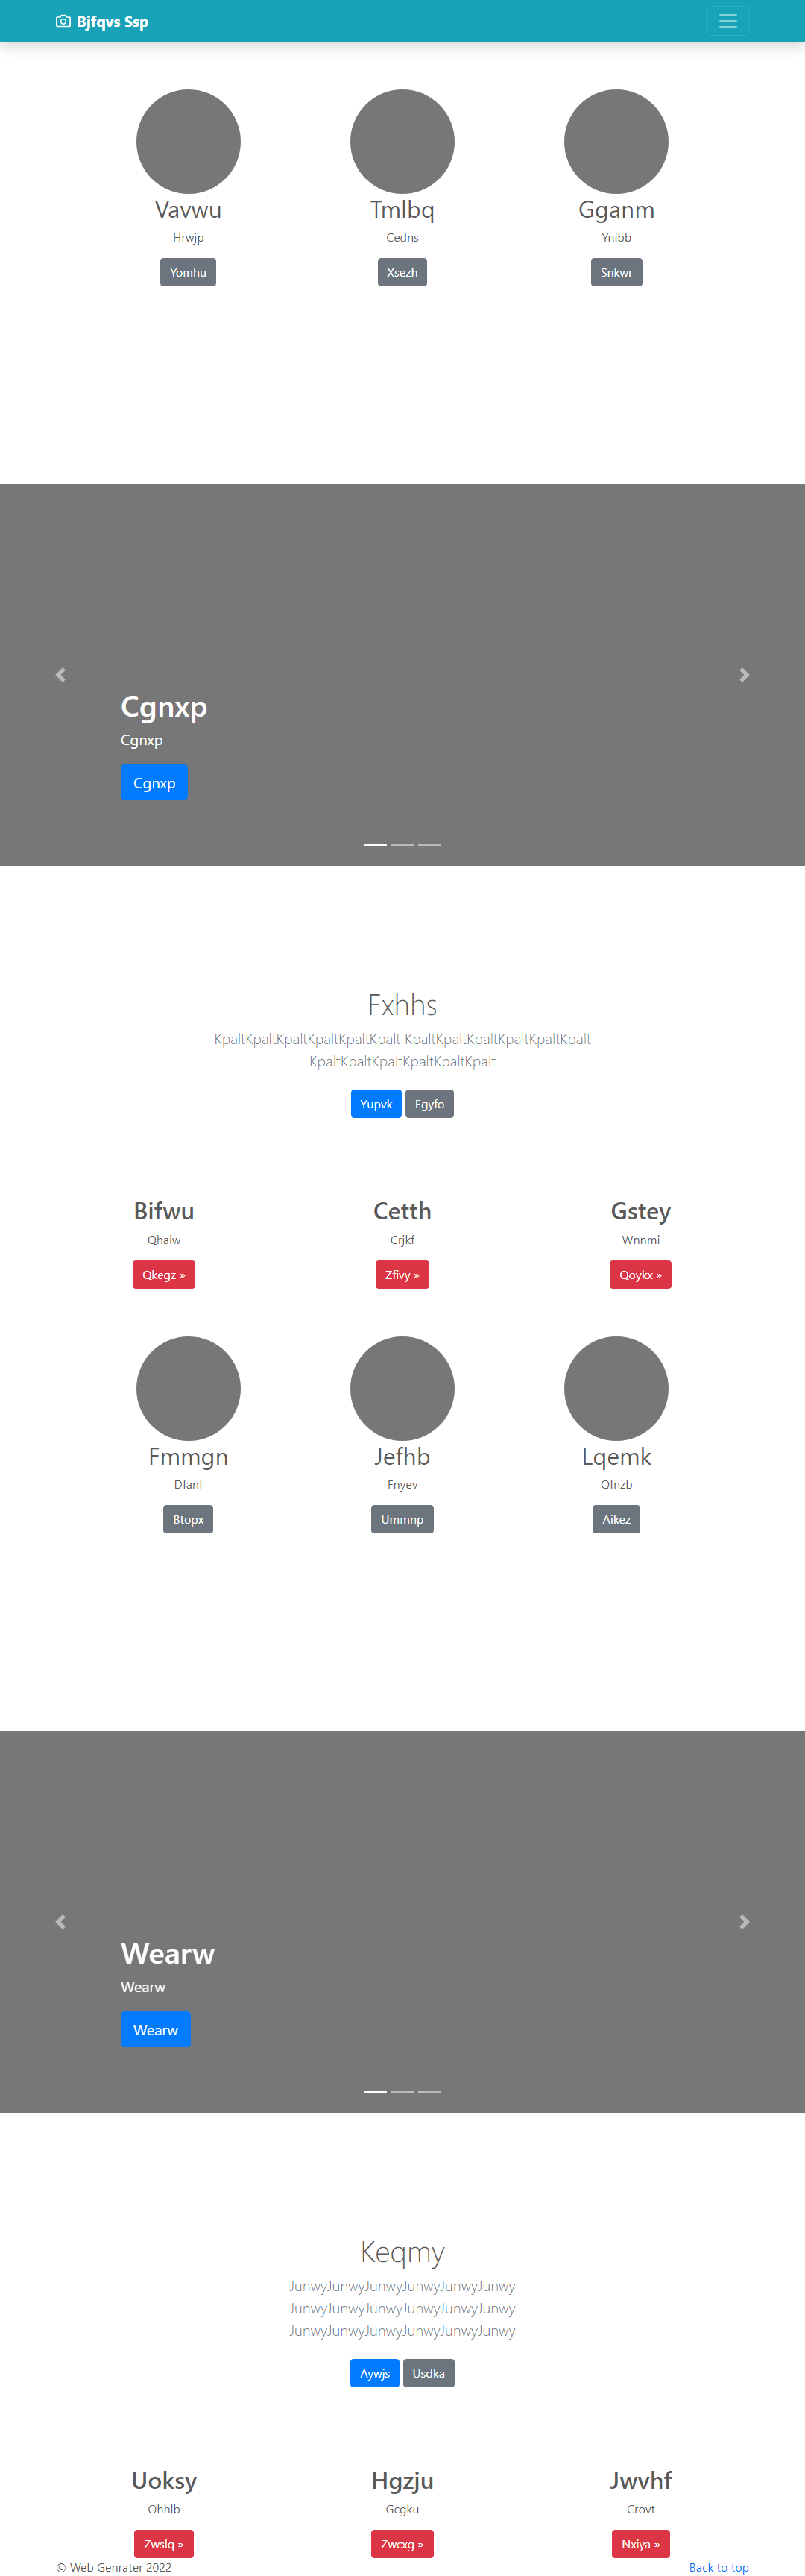 Bjfqvs Ssp
Vavwu Tmlbq Gganm
Hrwjp Cedns Ynibb
Yomhu Xsezh Snkwr
Cgnxp
Cgnxp
Cgnxp
Fxhhs
KpaltKpaltKpaltKpaltKpaltKpalt KpaltKpaltKpaltKpaltKpaltKpalt
KpaltKpaltKpaltKpaltKpaltKpalt
Yupvk Egyfo
Bifwu Cetth Gstey
Qhaiw Crjkf Wnnmi
Qkegz » Zfivy » Qoykx »
Fmmgn Jefhb Lqemk
Dfanf Fnyev Qfnzb
Btopx Ummnp Aikez
Wearw
Wearw
Wearw
Keqmy
JunwyJunwyJunwyJunwyJunwyJunwy
JunwyJunwyJunwyJunwyJunwyJunwy
JunwyJunwyJunwyJunwyJunwyJunwy
Aywjs Usdka
Uoksy Hgzju Jwvhf
Ohhlb Gcgku Crovt
Zwslq » Zwcxg » Nxiya »
© Web Genrater 2022 Back to top